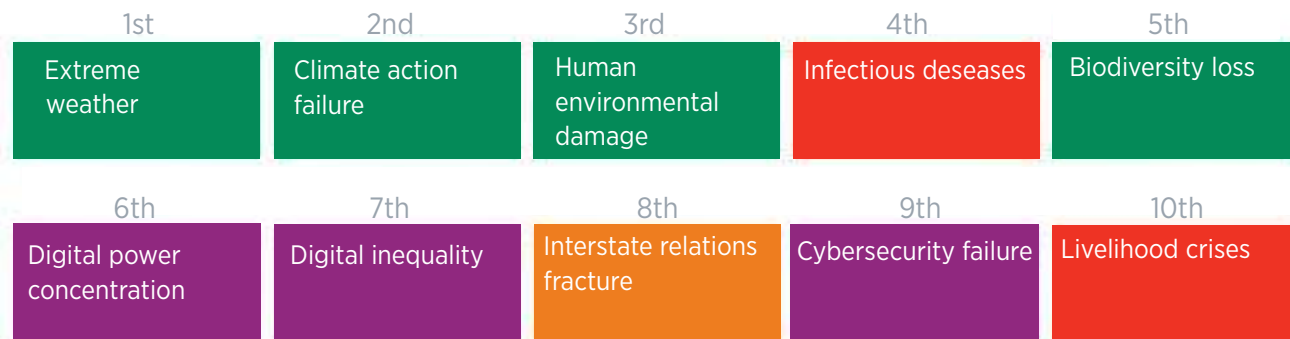 1st
2nd
3rd
4th
5th
Extreme
weather
Climate action
failure
Human
environmental
damage
Infectious deseases
Biodiversity loss
6th
7th
8th
9th
10th
Digital power
concentration
Digital inequality
Interstate relations
fracture
Cybersecurity failure
Livelihood crises